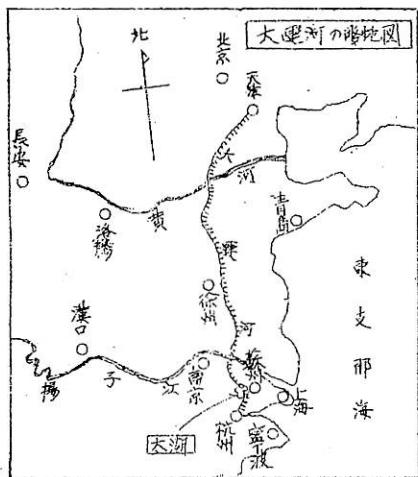 大運河の略地図
北
北京
天津
長安
洛陽
黄河
青島
大運河
徐州
漢口
揚子江
南京
蘇州
上海
太湖
杭州
寧波
東支那海